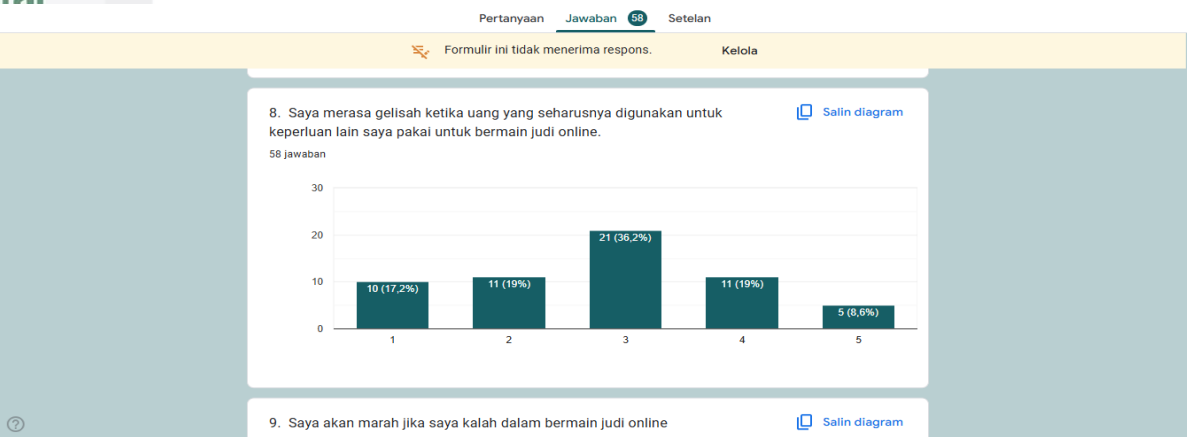 Pertanyaan Jawaban 58 Setelan
Formulir ini tidak menerima respons. Kelola
8. Saya merasa gelisah ketika uang yang seharusnya digunakan untuk
keperluan lain saya pakai untuk bermain judi online.
Salin diagram
58 jawaban
30
20
10
0
10 (17,2%)
11 (19%)
21 (36,2%)
11 (19%)
5 (8,6%)
1 2 3 4 5
9. Saya akan marah jika saya kalah dalam bermain judi online
Salin diagram